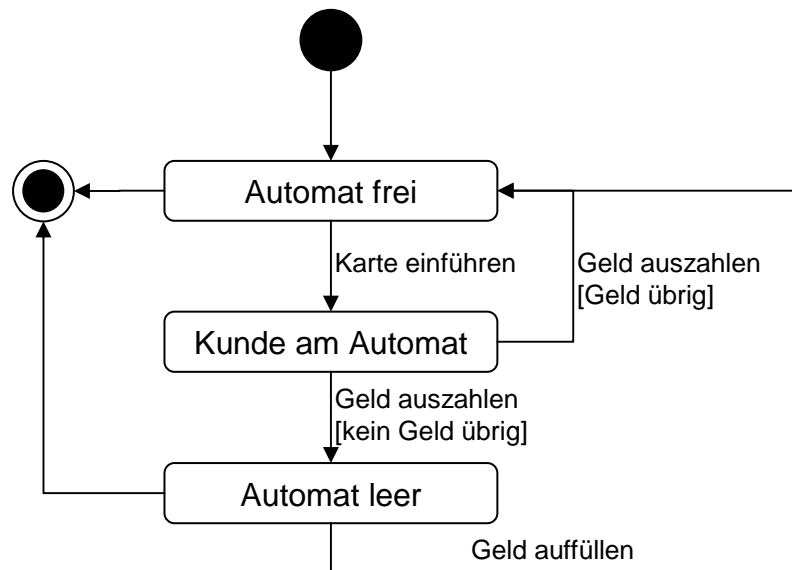 Automat frei
Karte einführen
Geld auszahlen
[Geld übrig]
Kunde am Automat
Geld auszahlen
[kein Geld übrig]
Automat leer
Geld auffüllen